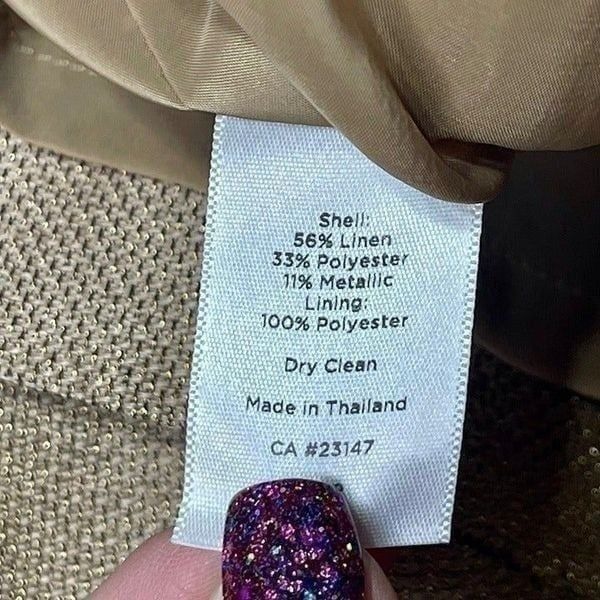 Shell:
56% Linen
33% Polyester
11% Metallic
Lining:
100% Polyester
Dry Clean
Made in Thailand
CA #23147